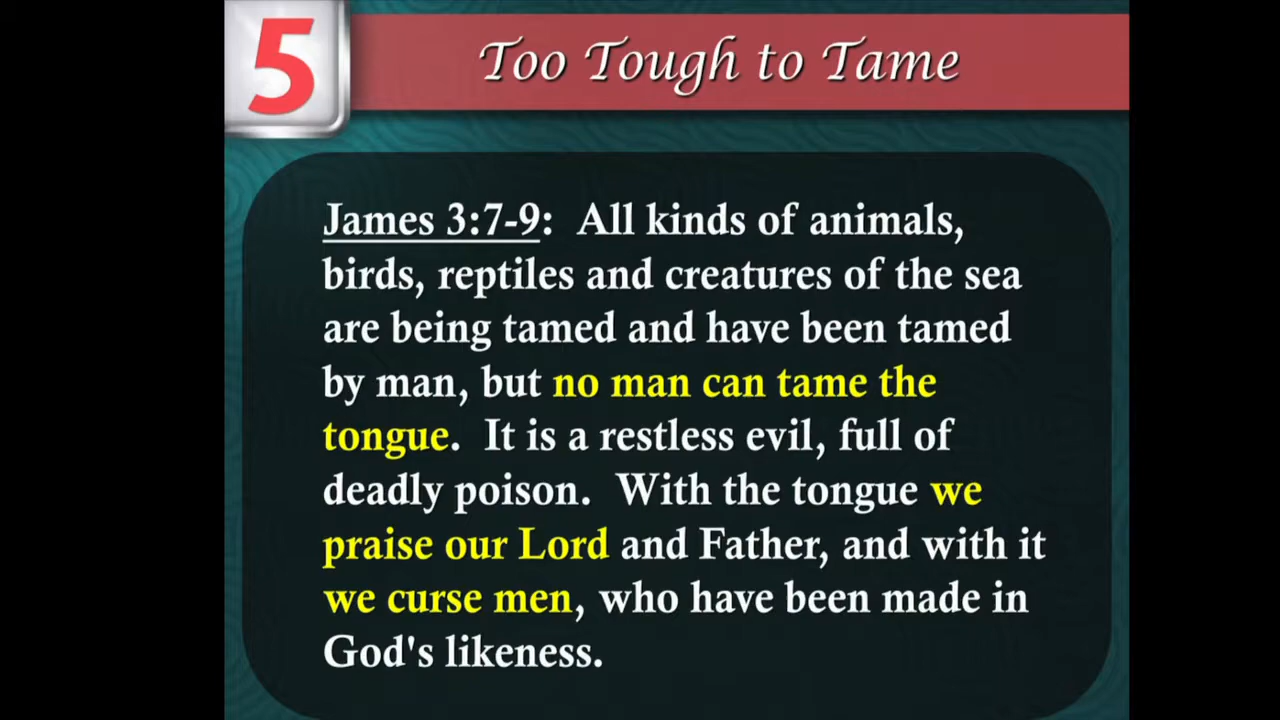 5
Too Tough to Tame
James 3:7-9:  All kinds of animals,
birds, reptiles and creatures of the sea
are being tamed and have been tamed
by man, but no man can tame the
tongue.  It is a restless evil, full of
deadly poison.  With the tongue we
praise our Lord and Father, and with it
we curse men, who have been made in
God's likeness.